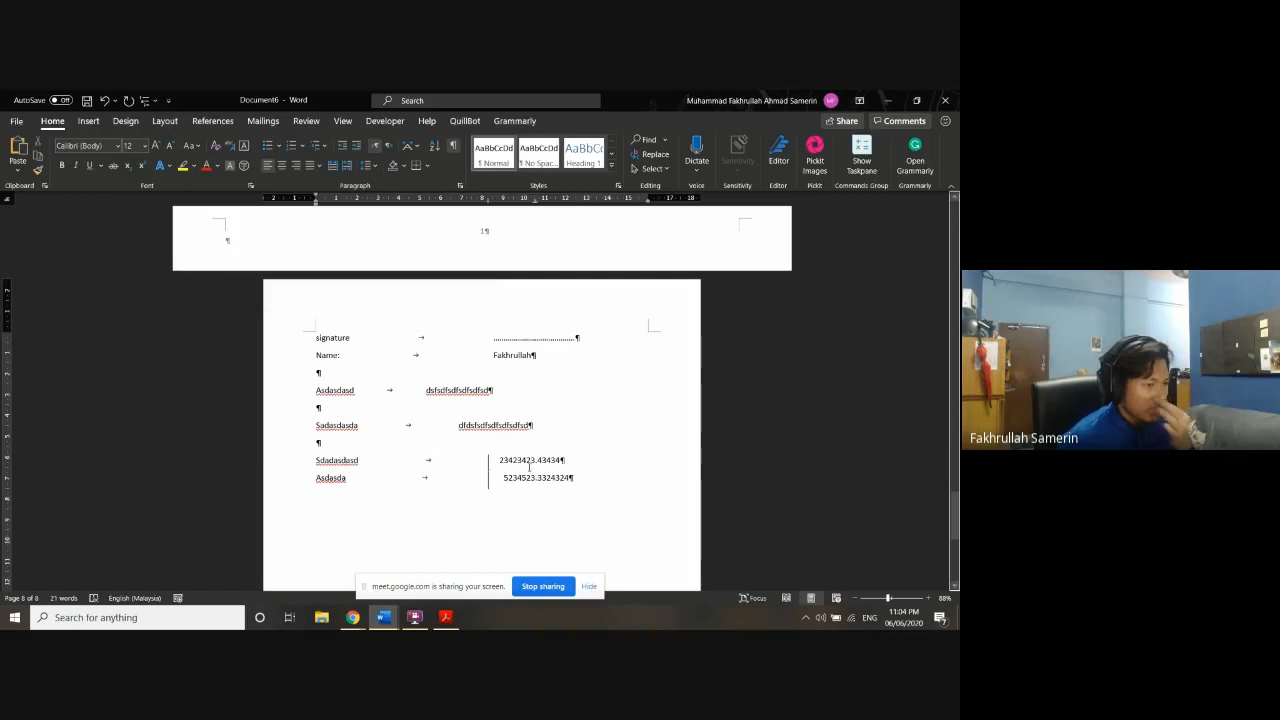 AutoSave Off
Document6 - Word
Search
Muhammad Fakhrullah Ahmad Samerin MF
File Home Insert Design Layout References Mailings Review View Developer Help QuillBot Grammarly
Share
Comments
Paste
Calibri (Body) 12
AaBbCcDd
¶ Normal
AaBbCcDd
¶ No Spac...
AaBbCc
Heading 1
Find
Replace
Select
Dictate
Sensitivity
Editor
Pickit Images
Show Taskpane
Open Grammarly
Clipboard
Font
Paragraph
Styles
Editing
Voice
Sensitivity
Editor
Pickit
Commands Group
Grammarly
1¶
¶
signature → ......................................¶
Name: → Fakhrullah¶
¶
Asdasdasd → dsfsdfsdfsdfsdfsd¶
¶
Sadasdasda → dfdsfsdfsdfsdfsdfsd¶
¶
Sdadasdasd → 23423423.43434¶
Asdasda → 5234523.3324324¶
meet.google.com is sharing your screen.
Stop sharing
Hide
Page 8 of 8
21 words
English (Malaysia)
Focus
88%
Search for anything
ENG
11:04 PM
06/06/2020
Fakhrullah Samerin